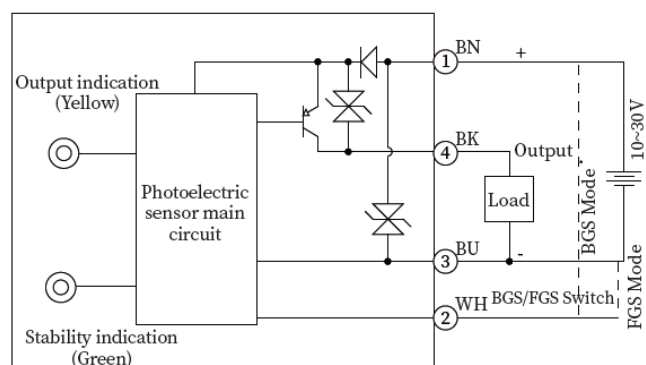 Output indication
(Yellow)
Photoelectric
sensor main
circuit
Stability indication
(Green)
1 BN +
4 BK
Output
Load
3 BU -
2 WH BGS/FGS Switch
BGS Mode
10~30V
FGS Mode